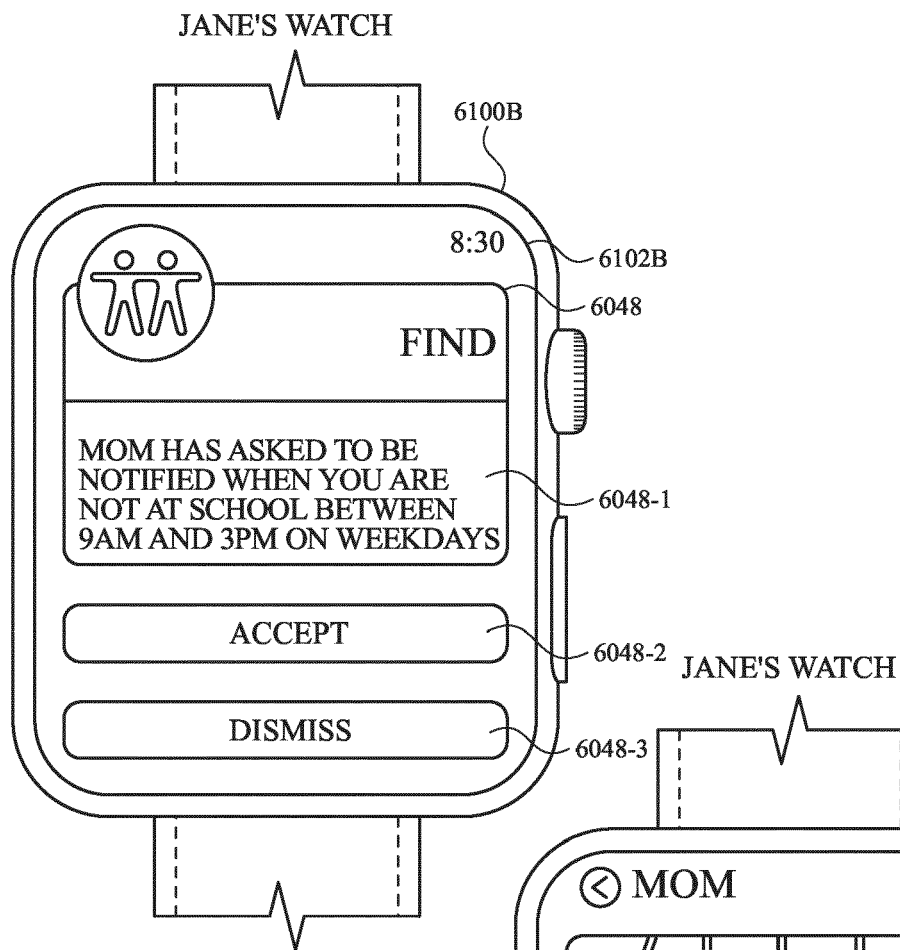 JANE'S WATCH
6100B
8:30
6102B
6048
FIND
MOM HAS ASKED TO BE
NOTIFIED WHEN YOU ARE
NOT AT SCHOOL BETWEEN
9AM AND 3PM ON WEEKDAYS
6048-1
ACCEPT
6048-2
DISMISS
6048-3
JANE'S WATCH
MOM